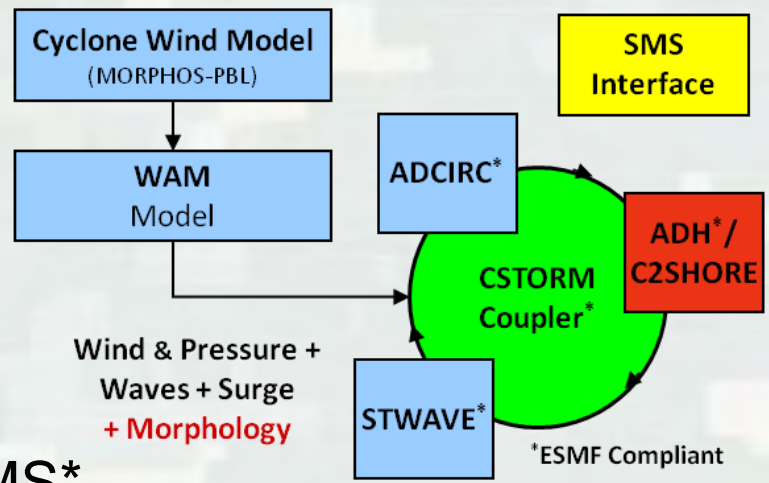 Cyclone Wind Model
(MORPHOS-PBL)
SMS
Interface
WAM
Model
ADCIRC*
ADH*/
C2SHORE
CSTORM
Coupler*
Wind & Pressure +
Waves + Surge
+ Morphology
STWAVE*
*ESMF Compliant
MS*